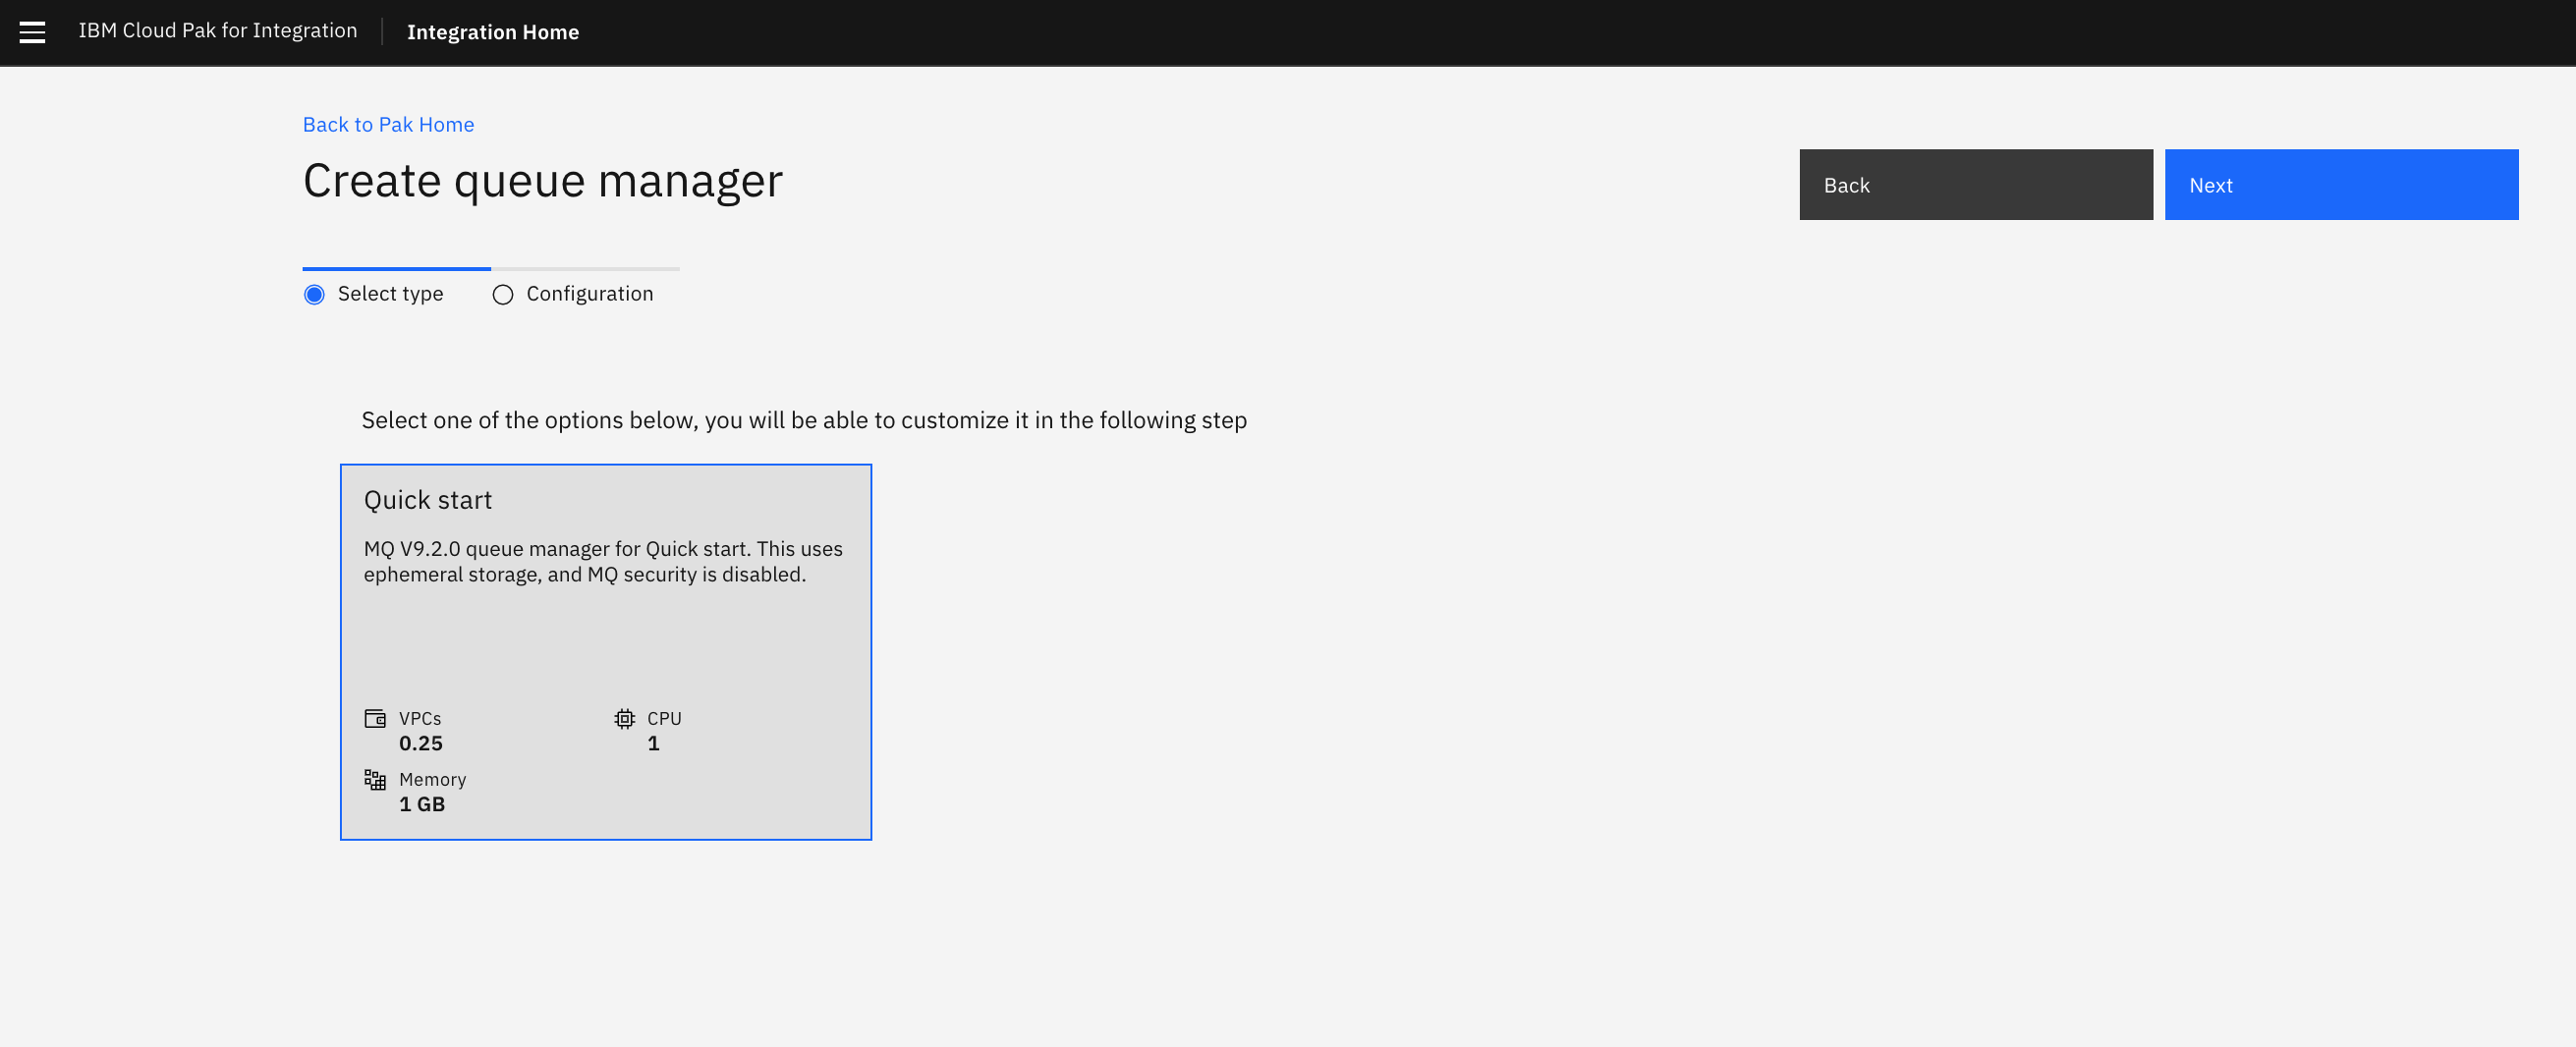 IBM Cloud Pak for Integration
Integration Home
Back to Pak Home
Create queue manager
Back
Next
Select type
Configuration
Select one of the options below, you will be able to customize it in the following step
Quick start
MQ V9.2.0 queue manager for Quick start. This uses
ephemeral storage, and MQ security is disabled.
VPCs
0.25
CPU
1
Memory
1 GB